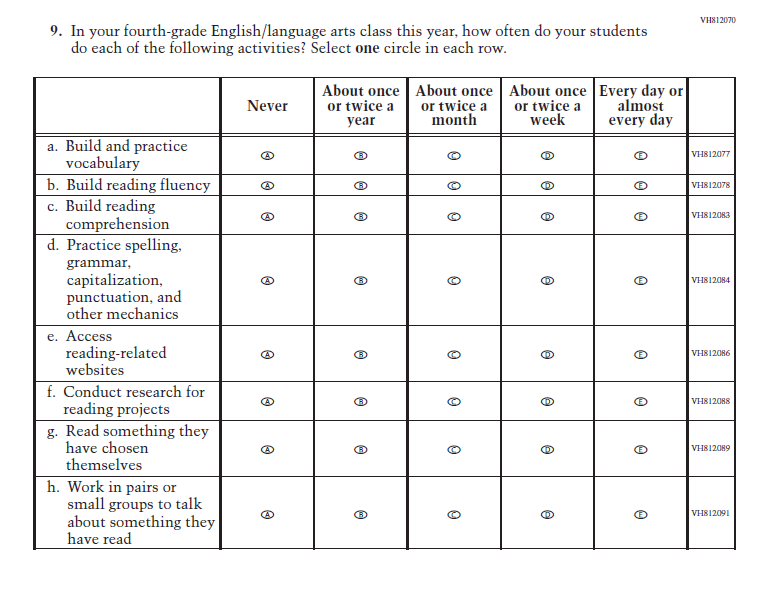 VH812070
9. In your fourth-grade English/language arts class this year, how often do your students
do each of the following activities? Select one circle in each row.
Never
About once
or twice a
year
About once
or twice a
month
About once
or twice a
week
Every day or
almost
every day
a. Build and practice
vocabulary
A B C D E VH812077
b. Build reading fluency A B C D E VH812078
c. Build reading
comprehension
A B C D E VH812083
d. Practice spelling,
grammar,
capitalization,
punctuation, and
other mechanics
A B C D E VH812084
e. Access
reading-related
websites
A B C D E VH812086
f. Conduct research for
reading projects
A B C D E VH812088
g. Read something they
have chosen
themselves
A B C D E VH812089
h. Work in pairs or
small groups to talk
about something they
have read
A B C D E VH812091